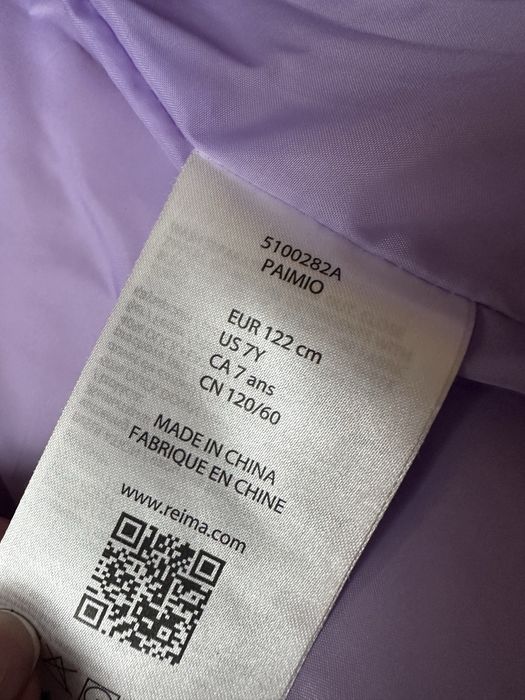 5100282A
PAIMIO
EUR 122 cm
US 7Y
CA 7 ans
CN 120/60
MADE IN CHINA
FABRIQUE EN CHINE
www.reima.com